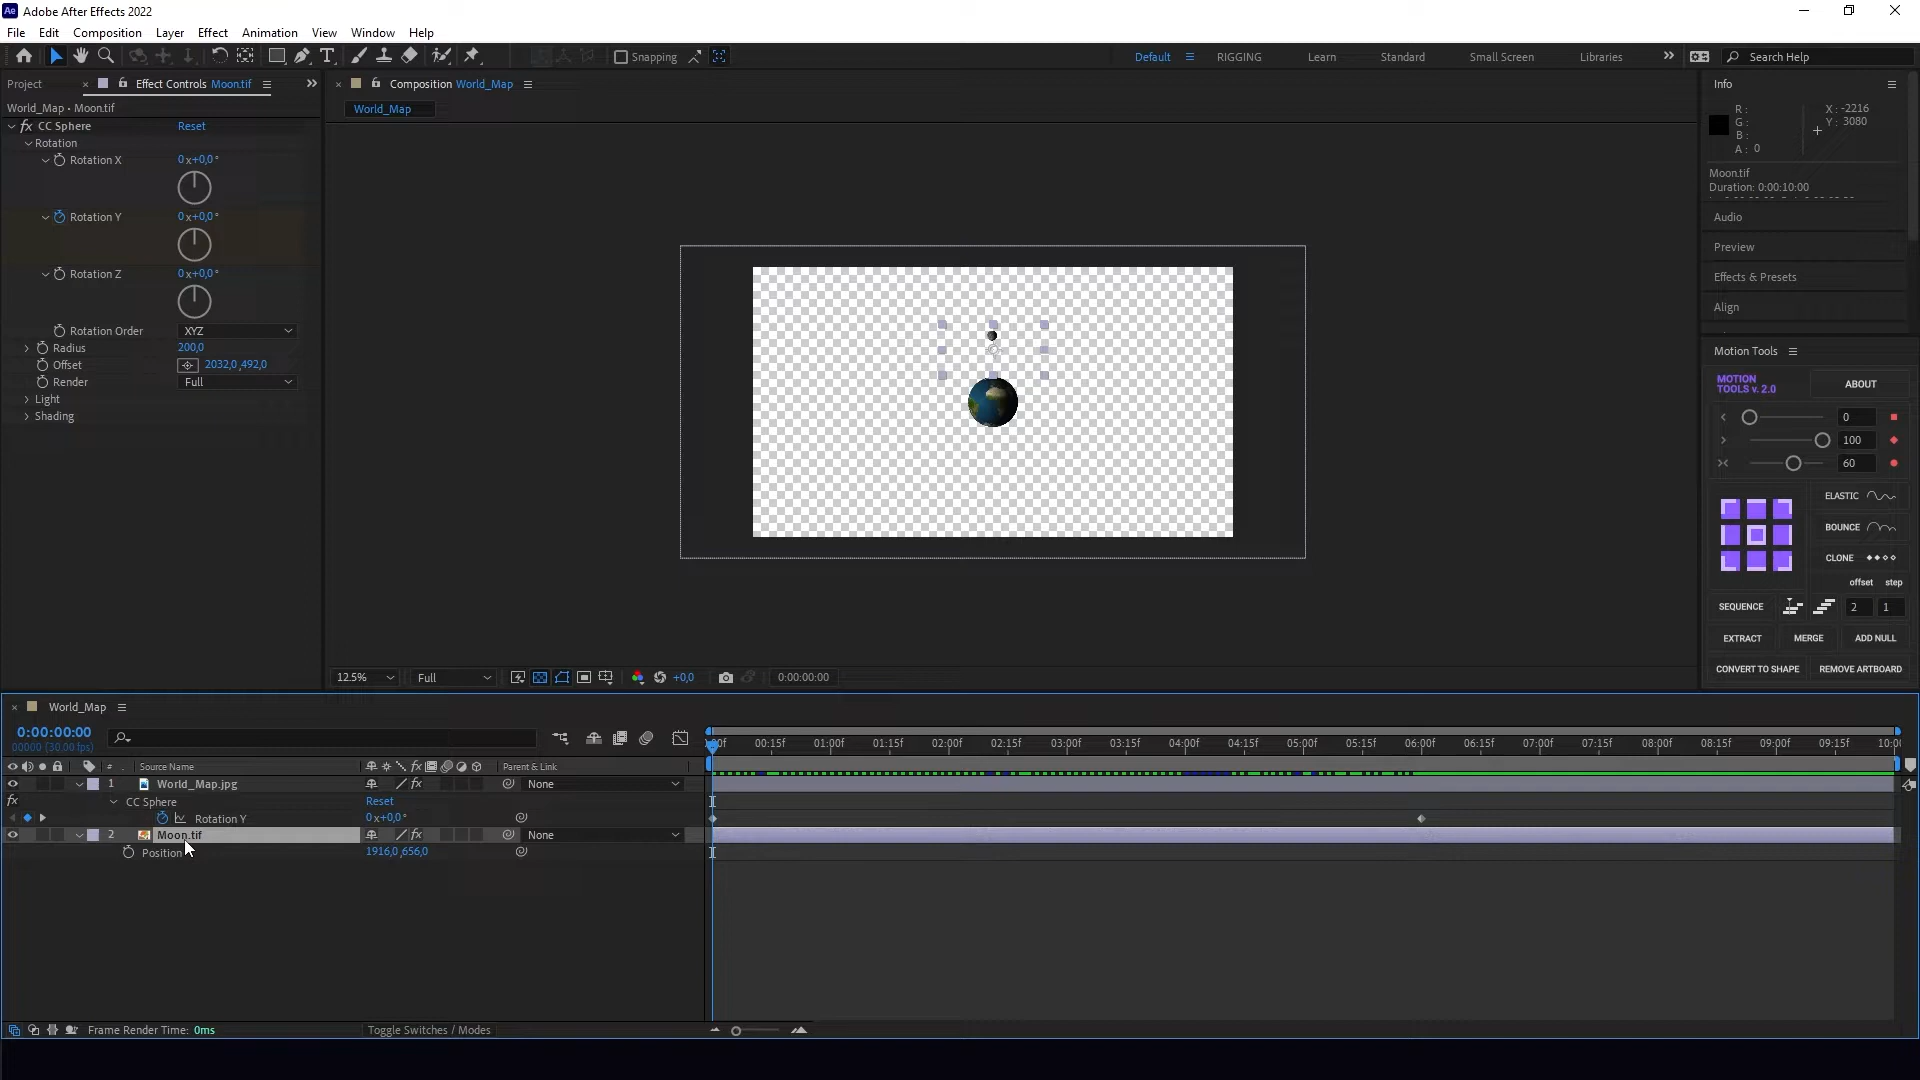 Ae Adobe After Effects 2022
File Edit Composition Layer Effect Animation View Window Help
Snapping
Default RIGGING Learn Standard Small Screen Libraries
Search Help
Project
Effect Controls Moon.tif
World_Map • Moon.tif
fx CC Sphere Reset
Rotation
Rotation X 0x+0,0°
Rotation Y 0x+0,0°
Rotation Z 0x+0,0°
Rotation Order XYZ
Radius 200,0
Offset 2032,0,492,0
Render Full
Light
Shading
Composition World_Map
World_Map
12.5% Full +0,0 0:00:00:00
Info
R: X: -2216
G: Y: 3080
B:
A: 0
Moon.tif
Duration: 0:00:10:00
Audio
Preview
Effects & Presets
Align
Motion Tools
MOTION TOOLS v. 2.0
ABOUT
0
100
60
ELASTIC
BOUNCE
CLONE
offset step
SEQUENCE 2 1
EXTRACT MERGE ADD NULL
CONVERT TO SHAPE REMOVE ARTBOARD
World_Map
0:00:00:00
00000 (30.00 fps)
00:15f 01:00f 01:15f 02:00f 02:15f 03:00f 03:15f 04:00f 04:15f 05:00f 05:15f 06:00f 06:15f 07:00f 07:15f 08:00f 08:15f 09:00f 09:15f
# Source Name fx Parent & Link
1 World_Map.jpg fx None
fx CC Sphere Reset
Rotation Y 0x+0,0°
2 Moon.tif fx None
Position 1916,0,656,0
Frame Render Time: 0ms
Toggle Switches / Modes